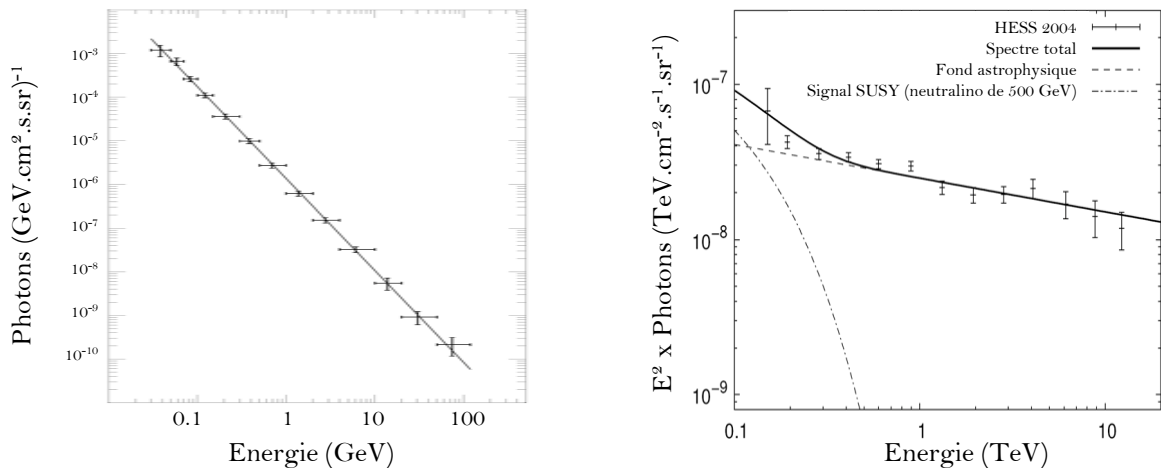 Photons (GeV.cm².s.sr)⁻¹
10⁻³
10⁻⁴
10⁻⁵
10⁻⁶
10⁻⁷
10⁻⁸
10⁻⁹
10⁻¹⁰
0.1 1 10 100
Energie (GeV)
E² x Photons (TeV.cm⁻².s⁻¹.sr⁻¹)
HESS 2004
Spectre total
Fond astrophysique
Signal SUSY (neutralino de 500 GeV)
10⁻⁷
10⁻⁸
10⁻⁹
0.1 1 10
Energie (TeV)